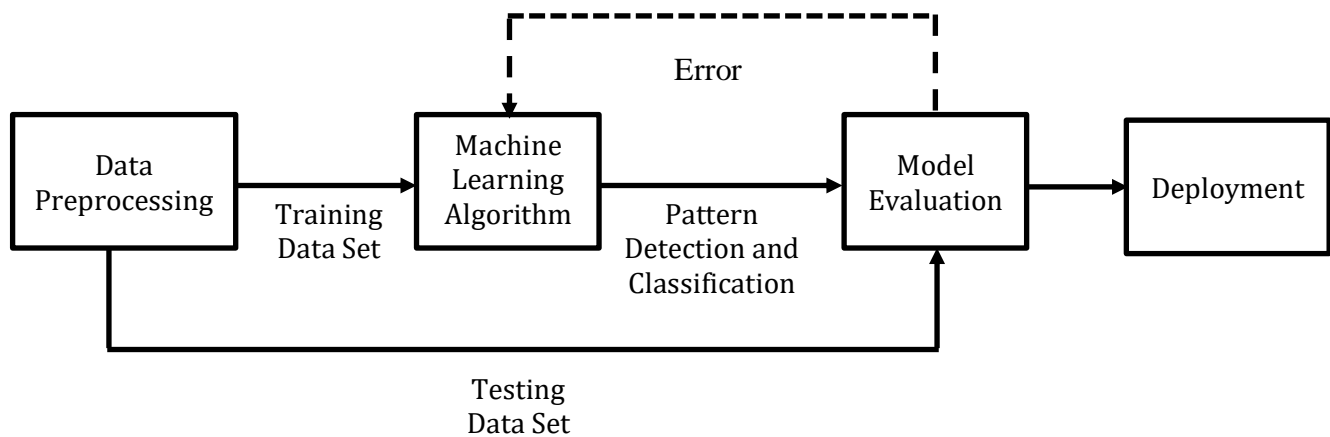 Error
Data
Preprocessing
Training
Data Set
Machine
Learning
Algorithm
Pattern
Detection and
Classification
Model
Evaluation
Deployment
Testing
Data Set